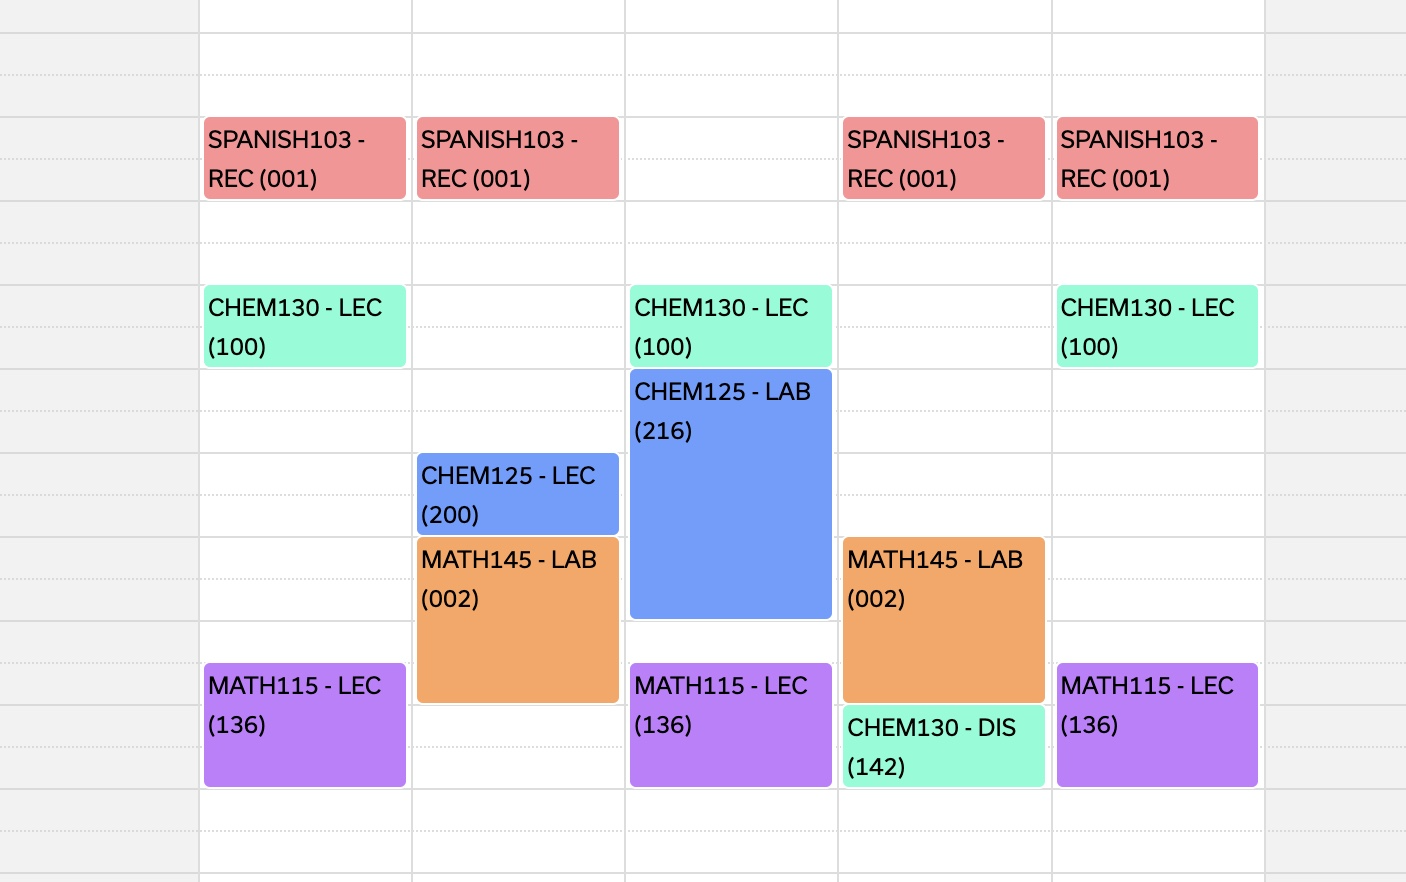 SPANISH103 -
REC (001)
SPANISH103 -
REC (001)
SPANISH103 -
REC (001)
SPANISH103 -
REC (001)
CHEM130 - LEC
(100)
CHEM130 - LEC
(100)
CHEM130 - LEC
(100)
CHEM125 - LAB
(216)
CHEM125 - LEC
(200)
MATH145 - LAB
(002)
MATH145 - LAB
(002)
MATH115 - LEC
(136)
MATH115 - LEC
(136)
MATH115 - LEC
(136)
CHEM130 - DIS
(142)